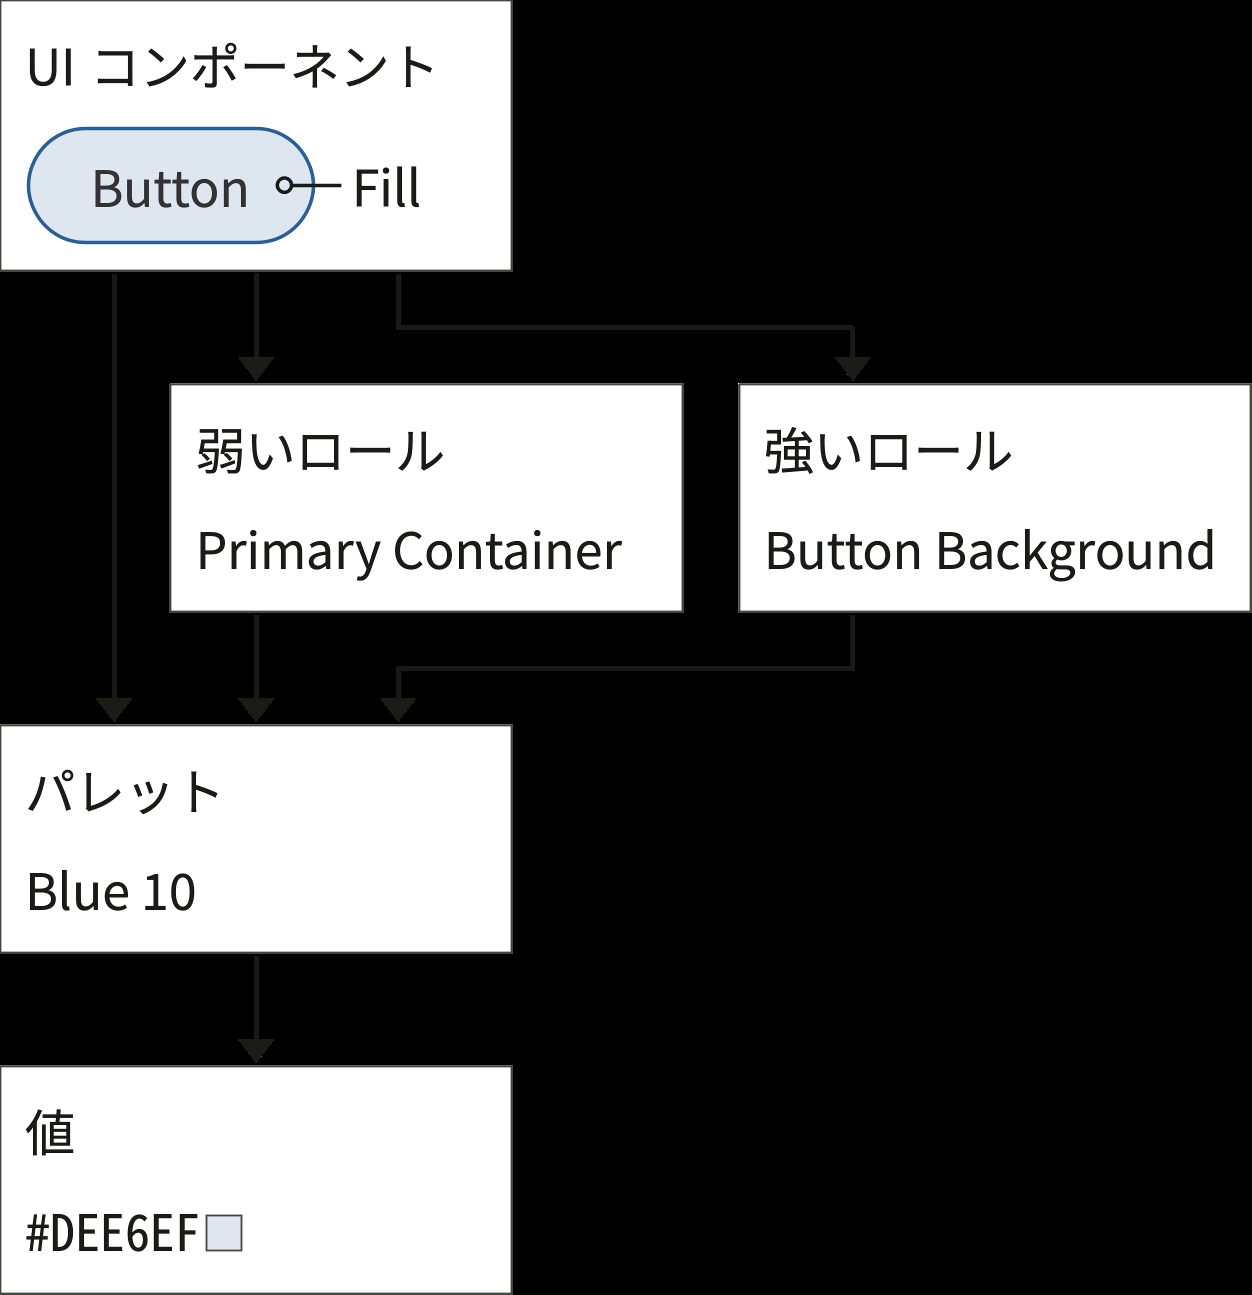 UI コンポーネント
Button
Fill
弱いロール
Primary Container
強いロール
Button Background
パレット
Blue 10
値
#DEE6EF